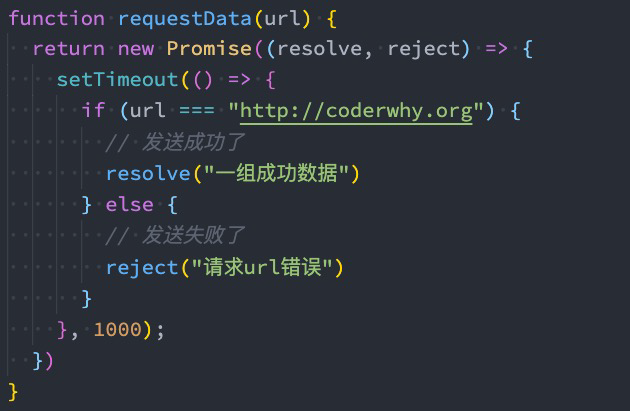 function requestData(url) {
  return new Promise((resolve, reject) => {
    setTimeout(() => {
      if (url === "http://coderwhy.org") {
        // 发送成功了
        resolve("一组成功数据")
      } else {
        // 发送失败了
        reject("请求url错误")
      }
    }, 1000);
  })
}